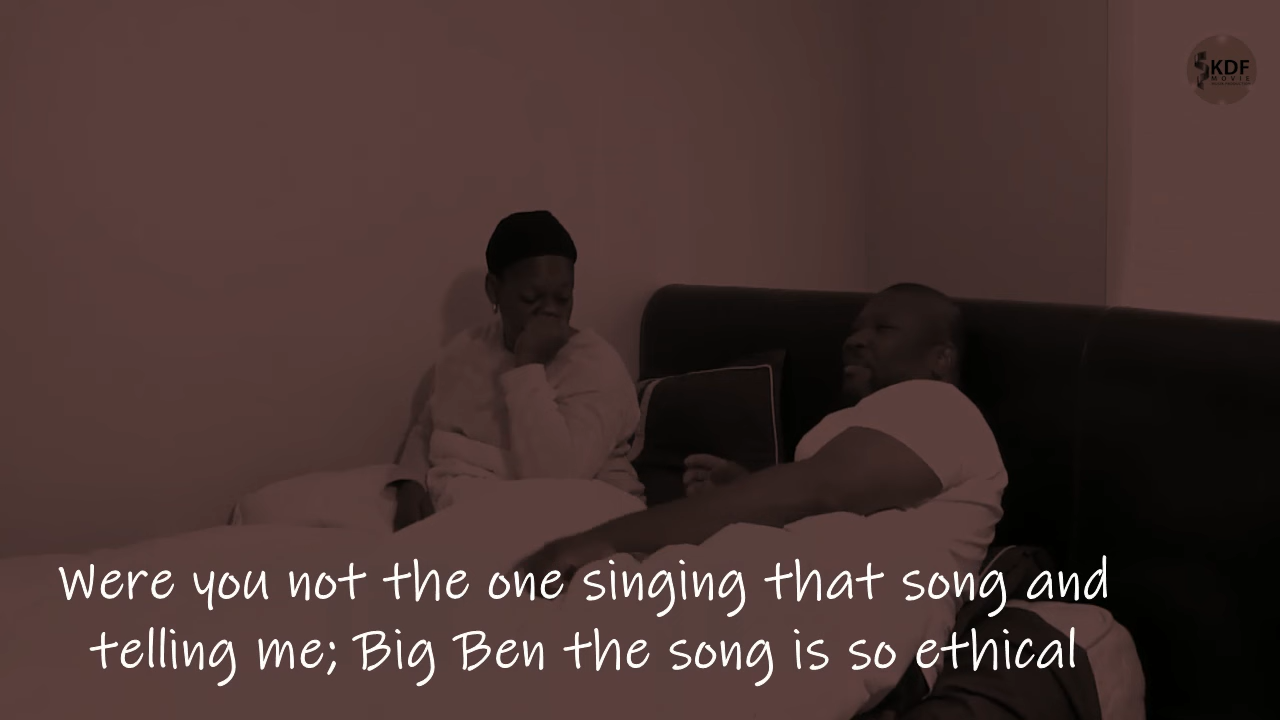 KDF
MOVIE
Were you not the one singing that song and
telling me; Big Ben the song is so ethical